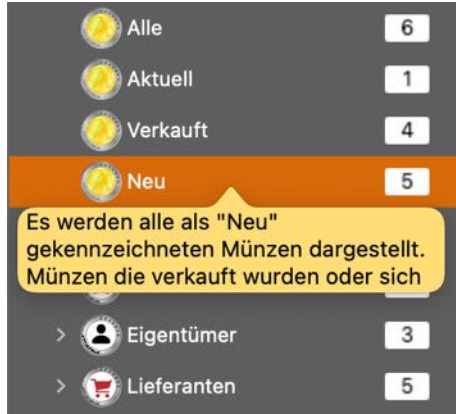 Alle 6
Aktuell 1
Verkauft 4
Neu 5
Es werden alle als "Neu"
gekennzeichneten Münzen dargestellt.
Münzen die verkauft wurden oder sich
Eigentümer 3
Lieferanten 5